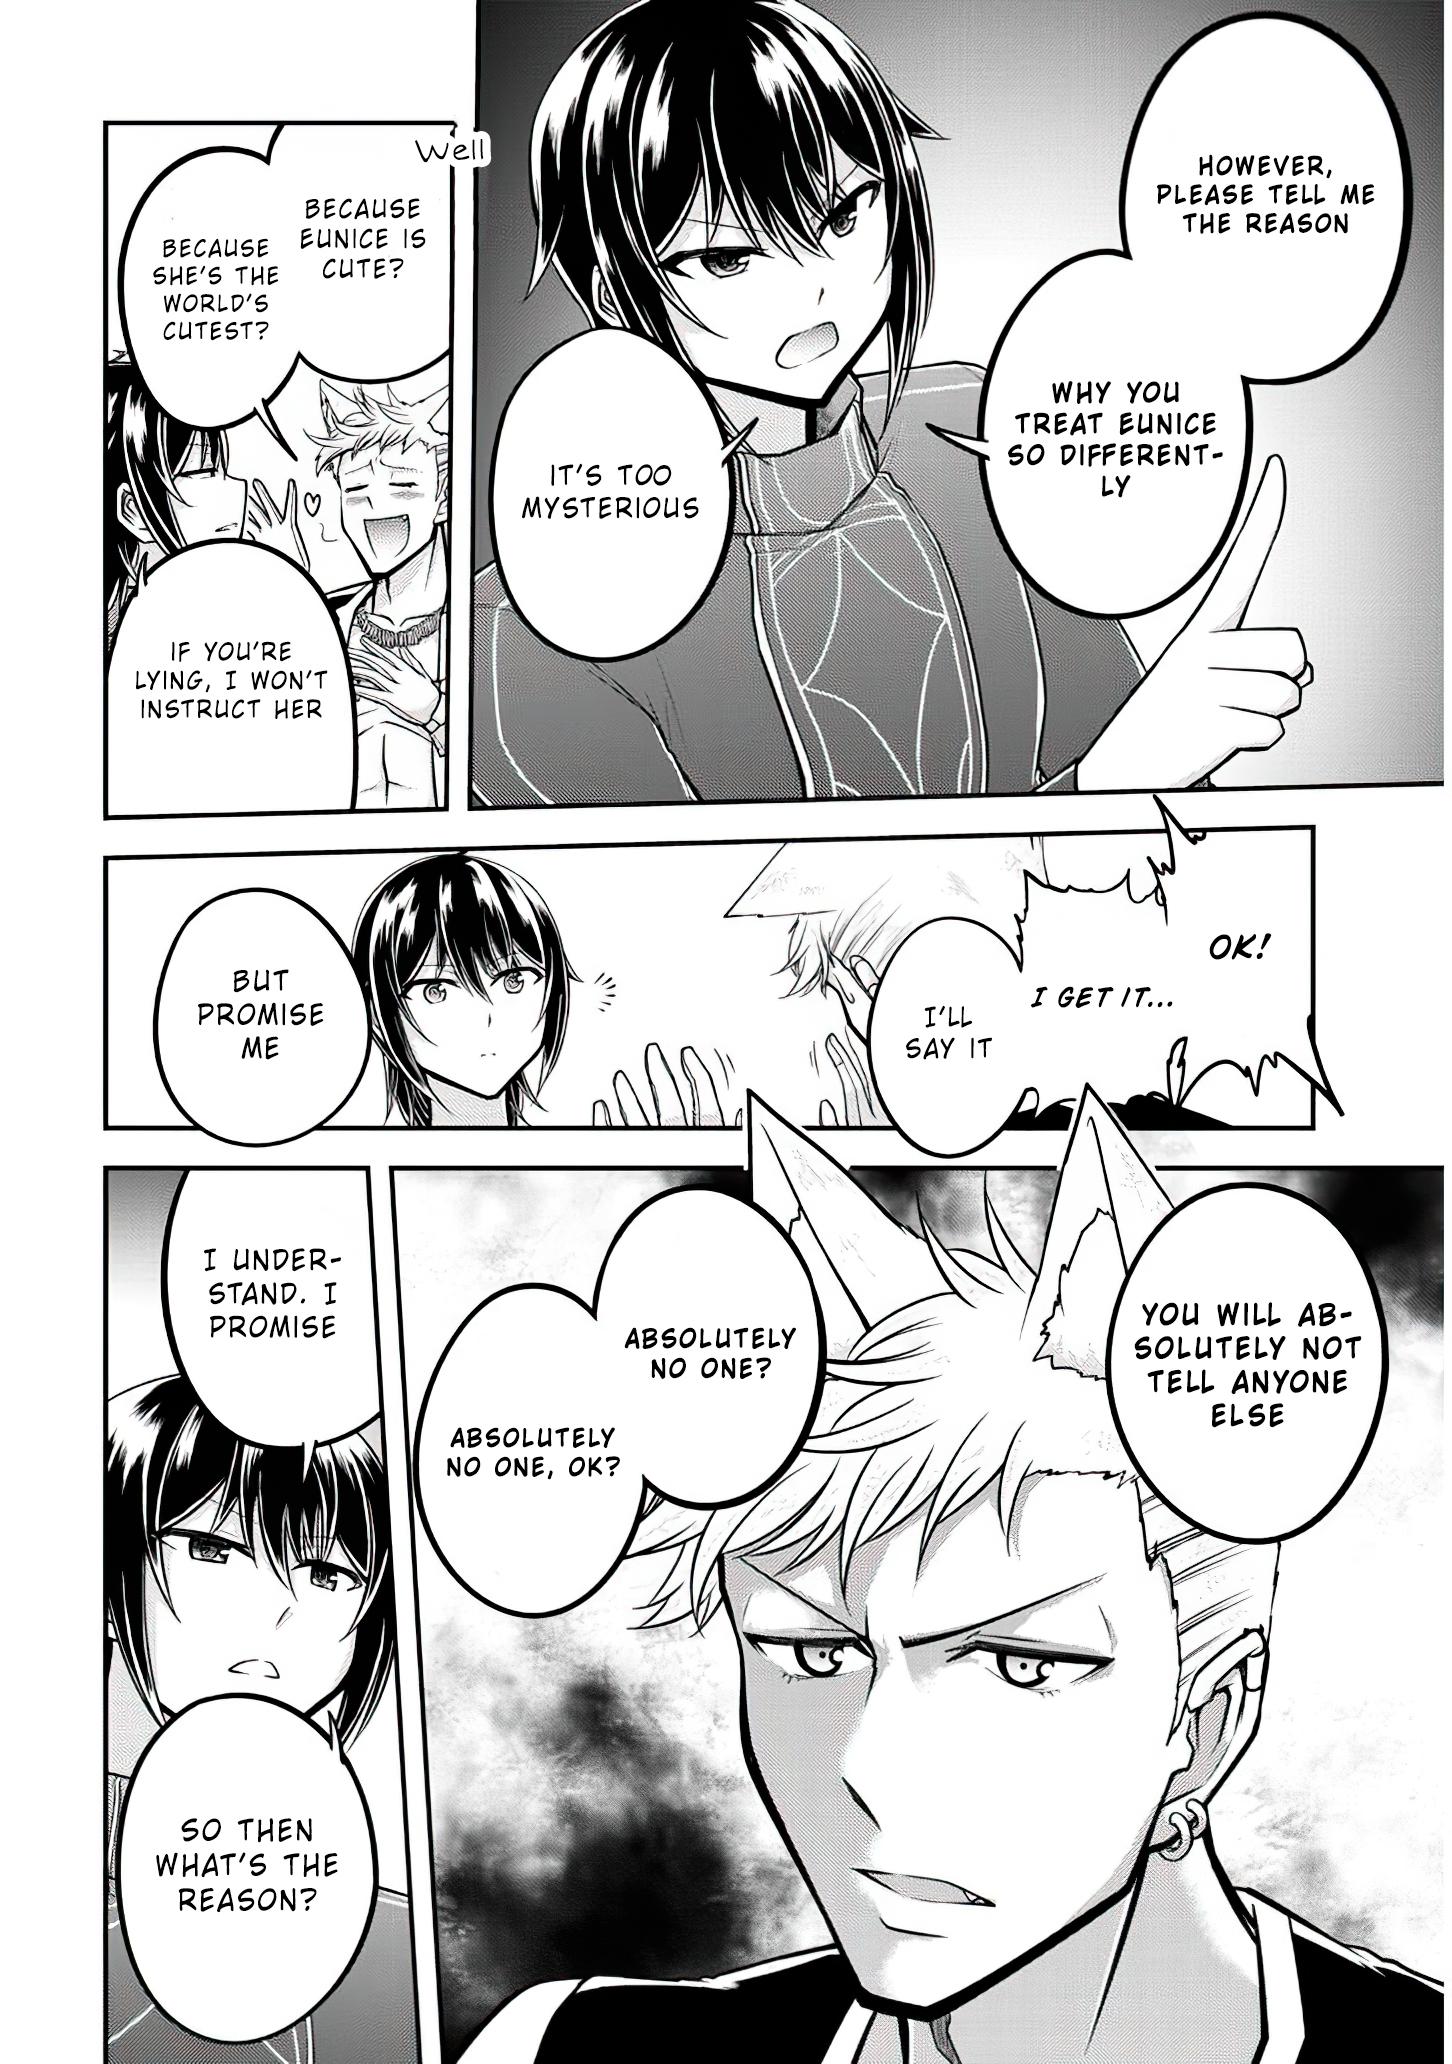 HOWEVER,
PLEASE TELL ME
THE REASON
WHY YOU
TREAT EUNICE
SO DIFFERENT-
LY
IT'S TOO
MYSTERIOUS
Well
BECAUSE
EUNICE IS
CUTE?
BECAUSE
SHE'S THE
WORLD'S
CUTEST?
IF YOU'RE
LYING, I WON'T
INSTRUCT HER
OK!
I GET IT...
I'LL
SAY IT
BUT
PROMISE
ME
YOU WILL AB-
SOLUTELY NOT
TELL ANYONE
ELSE
ABSOLUTELY
NO ONE?
ABSOLUTELY
NO ONE, OK?
I UNDER-
STAND. I
PROMISE
SO THEN
WHAT'S THE
REASON?